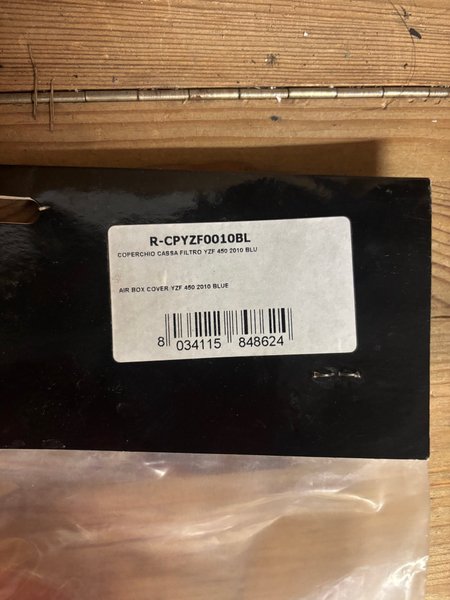 R-CPYZF0010BL
COPERCHIO CASSA FILTRO YZF 450 2010 BLU
AIR BOX COVER YZF 450 2010 BLUE
8 034115 848624